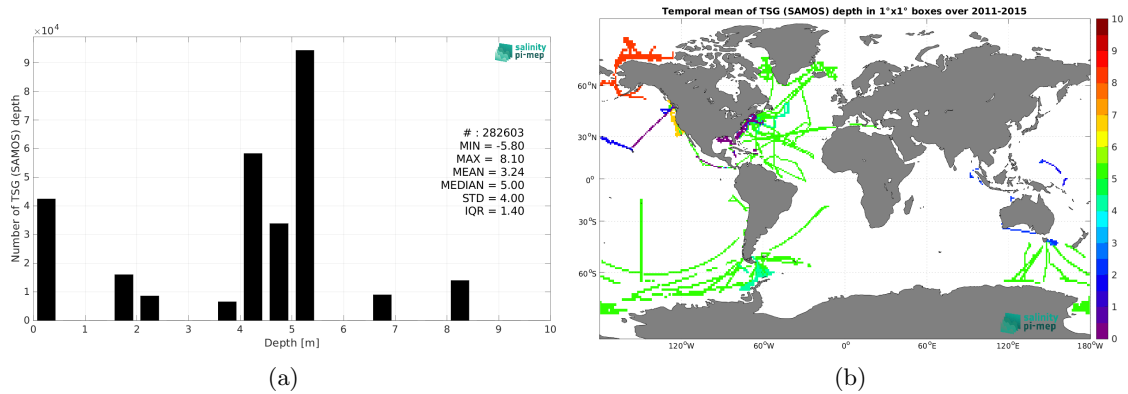 ×10⁴
9
8
7
6
5
4
3
2
1
0
Number of TSG (SAMOS) depth
salinity
pi-mep
# : 282603
MIN = -5.80
MAX = 8.10
MEAN = 3.24
MEDIAN = 5.00
STD = 4.00
IQR = 1.40
0 1 2 3 4 5 6 7 8 9 10
Depth [m]
(a)
Temporal mean of TSG (SAMOS) depth in 1°x1° boxes over 2011-2015
60°N
30°N
0°
30°S
60°S
120°W 60°W 0° 60°E 120°E 180°W
salinity
pi-mep
10
9
8
7
6
5
4
3
2
1
0
(b)